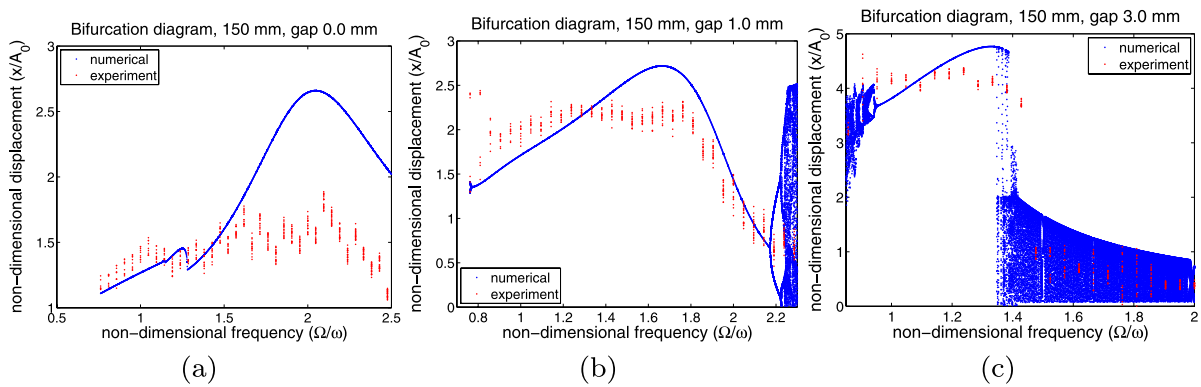 Bifurcation diagram, 150 mm, gap 0.0 mm
non-dimensional displacement (x/A0)
3
2.5
2
1.5
1
numerical
experiment
0.5 1 1.5 2 2.5
non-dimensional frequency (Ω/ω)
(a)
Bifurcation diagram, 150 mm, gap 1.0 mm
non-dimensional displacement (x/A0)
3
2.5
2
1.5
1
0.5
0
numerical
experiment
0.8 1 1.2 1.4 1.6 1.8 2 2.2
non-dimensional frequency (Ω/ω)
(b)
Bifurcation diagram, 150 mm, gap 3.0 mm
non-dimensional displacement (x/A0)
5
4
3
2
1
0
numerical
experiment
1 1.2 1.4 1.6 1.8 2
non-dimensional frequency (Ω/ω)
(c)